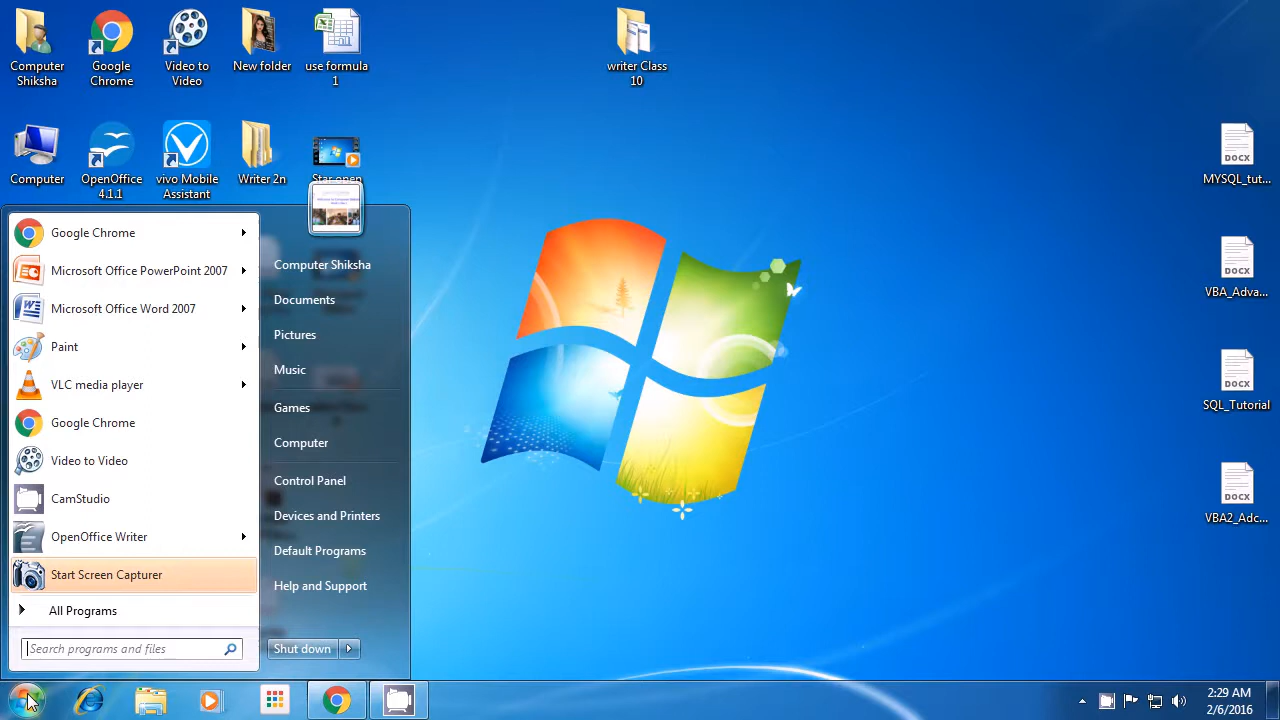 Computer
Shiksha
Google
Chrome
Video to
Video
New folder
use formula
1
writer Class
10
Computer
OpenOffice
4.1.1
vivo Mobile
Assistant
Writer 2n
Star open
MYSQL_tut...
VBA_Adva...
SQL_Tutorial
VBA2_Adc...
DOCX
DOCX
DOCX
DOCX
Google Chrome
Microsoft Office PowerPoint 2007
Microsoft Office Word 2007
Paint
VLC media player
Google Chrome
Video to Video
CamStudio
OpenOffice Writer
Start Screen Capturer
All Programs
Search programs and files
Computer Shiksha
Documents
Pictures
Music
Games
Computer
Control Panel
Devices and Printers
Default Programs
Help and Support
Shut down
2:29 AM
2/6/2016